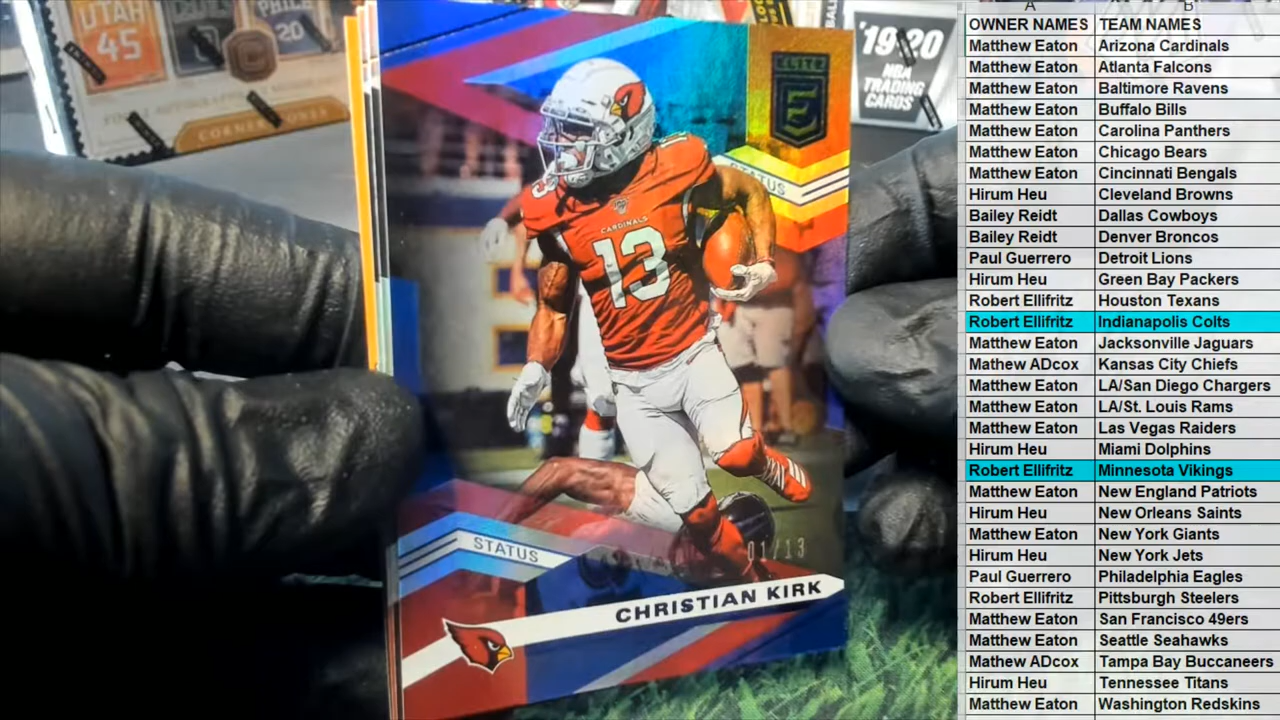 UTAH
45
PHIL
20
CORNERSTONES
'19-20
NBA
TRADING
CARDS
ELITE
E
STATUS
13
CARDINALS
13
STATUS
01/13
CHRISTIAN KIRK
A B
OWNER NAMES TEAM NAMES
Matthew Eaton Arizona Cardinals
Matthew Eaton Atlanta Falcons
Matthew Eaton Baltimore Ravens
Matthew Eaton Buffalo Bills
Matthew Eaton Carolina Panthers
Matthew Eaton Chicago Bears
Matthew Eaton Cincinnati Bengals
Hirum Heu Cleveland Browns
Bailey Reidt Dallas Cowboys
Bailey Reidt Denver Broncos
Paul Guerrero Detroit Lions
Hirum Heu Green Bay Packers
Robert Ellifritz Houston Texans
Robert Ellifritz Indianapolis Colts
Matthew Eaton Jacksonville Jaguars
Mathew ADcox Kansas City Chiefs
Matthew Eaton LA/San Diego Chargers
Matthew Eaton LA/St. Louis Rams
Matthew Eaton Las Vegas Raiders
Hirum Heu Miami Dolphins
Robert Ellifritz Minnesota Vikings
Matthew Eaton New England Patriots
Hirum Heu New Orleans Saints
Matthew Eaton New York Giants
Hirum Heu New York Jets
Paul Guerrero Philadelphia Eagles
Robert Ellifritz Pittsburgh Steelers
Matthew Eaton San Francisco 49ers
Matthew Eaton Seattle Seahawks
Mathew ADcox Tampa Bay Buccaneers
Hirum Heu Tennessee Titans
Matthew Eaton Washington Redskins